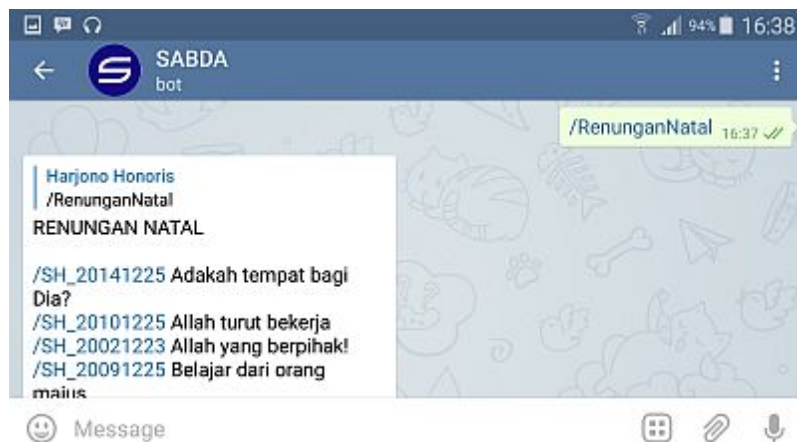 94% 16:38
SABDA
bot
/RenunganNatal 16:37
Harjono Honoris
/RenunganNatal
RENUNGAN NATAL
/SH_20141225 Adakah tempat bagi
Dia?
/SH_20101225 Allah turut bekerja
/SH_20021223 Allah yang berpihak!
/SH_20091225 Belajar dari orang
majus
Message